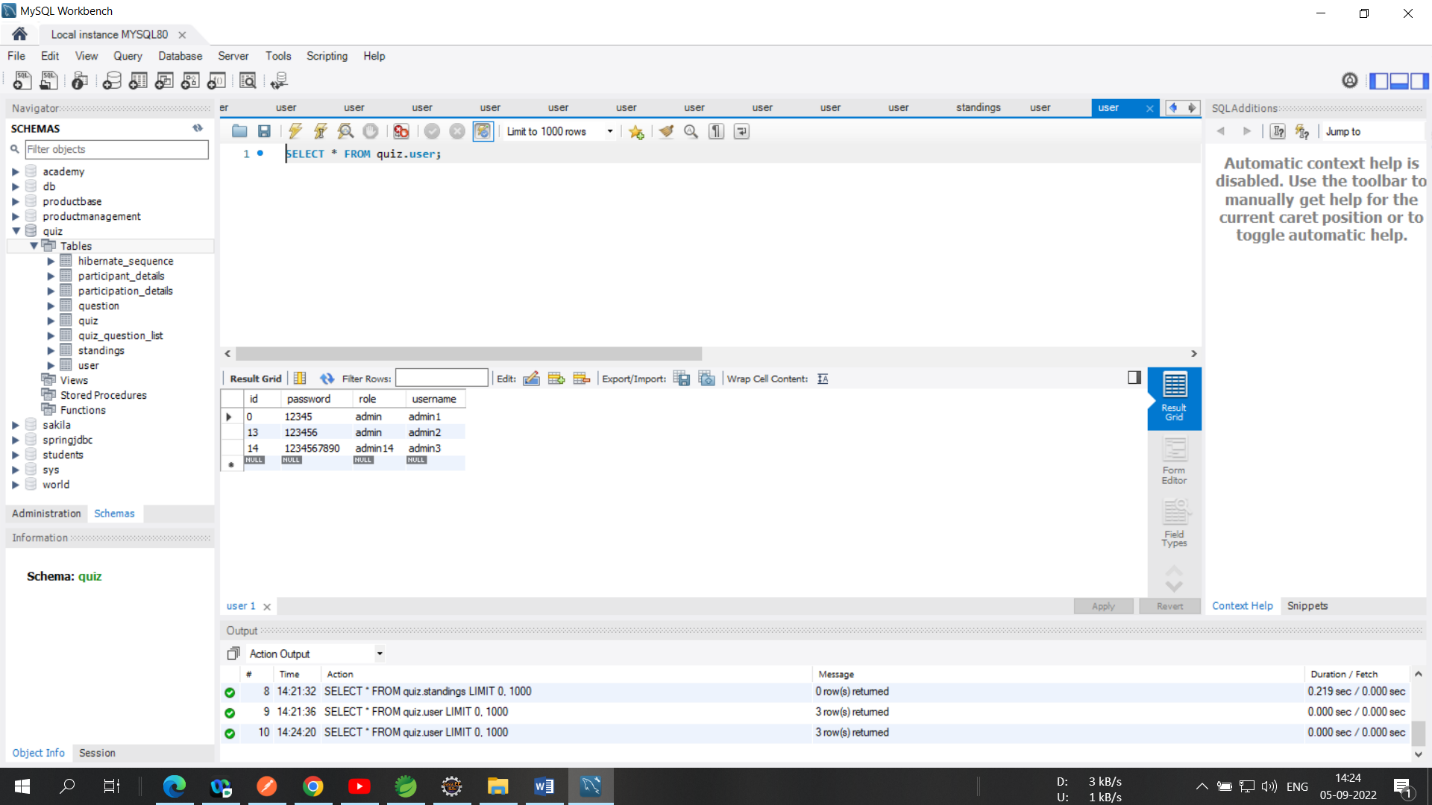 MySQL Workbench
Local instance MYSQL80
File Edit View Query Database Server Tools Scripting Help
Navigator
SCHEMAS
Filter objects
academy
db
productbase
productmanagement
quiz
Tables
hibernate_sequence
participant_details
participation_details
question
quiz
quiz_question_list
standings
user
Views
Stored Procedures
Functions
sakila
springjdbc
students
sys
world
Administration Schemas
Information
Schema: quiz
Object Info Session
er user user user user user user user user user user standings user user
Limit to 1000 rows
1 SELECT * FROM quiz.user;
Result Grid Filter Rows: Edit: Export/Import: Wrap Cell Content:
id password role username
0 12345 admin admin1
13 123456 admin admin2
14 1234567890 admin14 admin3
NULL NULL NULL NULL
Result
Grid
Form
Editor
Field
Types
user 1 Apply Revert
SQLAdditions
Jump to
Automatic context help is
disabled. Use the toolbar to
manually get help for the
current caret position or to
toggle automatic help.
Context Help Snippets
Output
Action Output
# Time Action Message Duration / Fetch
8 14:21:32 SELECT * FROM quiz.standings LIMIT 0, 1000 0 row(s) returned 0.219 sec / 0.000 sec
9 14:21:36 SELECT * FROM quiz.user LIMIT 0, 1000 3 row(s) returned 0.000 sec / 0.000 sec
10 14:24:20 SELECT * FROM quiz.user LIMIT 0, 1000 3 row(s) returned 0.000 sec / 0.000 sec
D: 3 kB/s
U: 1 kB/s
ENG
14:24
05-09-2022
1